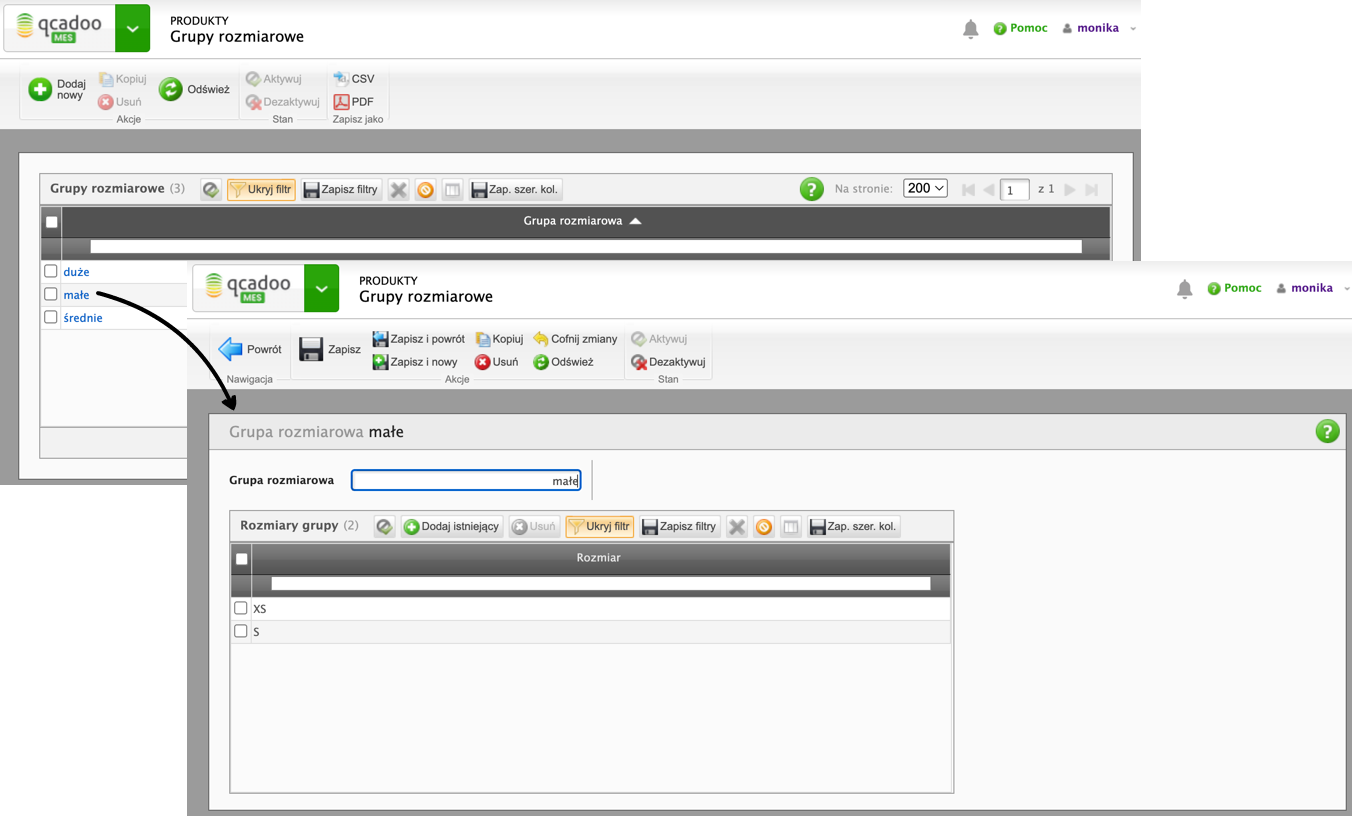 qcadoo
MES
PRODUKTY
Grupy rozmiarowe
Pomoc
monika
Dodaj nowy
Kopiuj
Usuń
Odśwież
Akcje
Aktywuj
Dezaktywuj
Stan
CSV
PDF
Zapisz jako
Grupy rozmiarowe (3)
Ukryj filtr
Zapisz filtry
Zap. szer. kol.
Na stronie:
200
1
z 1
Grupa rozmiarowa
duże
małe
średnie
qcadoo
MES
PRODUKTY
Grupy rozmiarowe
Pomoc
monika
Powrót
Nawigacja
Zapisz
Zapisz i powrót
Zapisz i nowy
Kopiuj
Usuń
Cofnij zmiany
Odśwież
Akcje
Aktywuj
Dezaktywuj
Stan
Grupa rozmiarowa małe
Grupa rozmiarowa
małe
Rozmiary grupy (2)
Dodaj istniejący
Usuń
Ukryj filtr
Zapisz filtry
Zap. szer. kol.
Rozmiar
XS
S